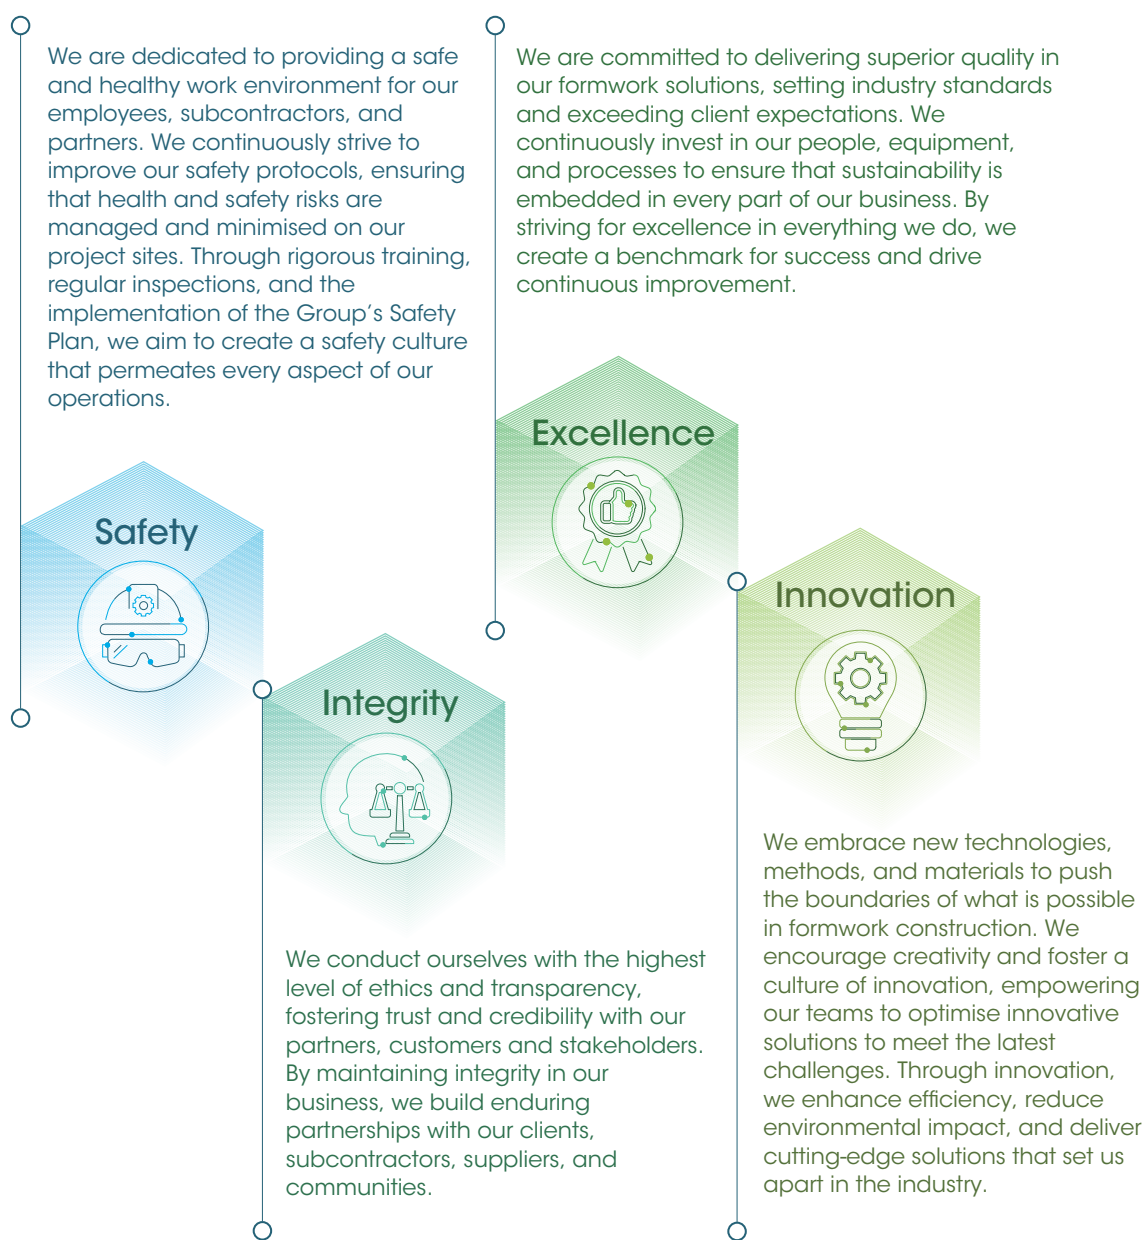 We are dedicated to providing a safe
and healthy work environment for our
employees, subcontractors, and
partners. We continuously strive to
improve our safety protocols, ensuring
that health and safety risks are
managed and minimised on our
project sites. Through rigorous training,
regular inspections, and the
implementation of the Group's Safety
Plan, we aim to create a safety culture
that permeates every aspect of our
operations.
Safety
Integrity
We conduct ourselves with the highest
level of ethics and transparency,
fostering trust and credibility with our
partners, customers and stakeholders.
By maintaining integrity in our
business, we build enduring
partnerships with our clients,
subcontractors, suppliers, and
communities.
We are committed to delivering superior quality in
our formwork solutions, setting industry standards
and exceeding client expectations. We
continuously invest in our people, equipment,
and processes to ensure that sustainability is
embedded in every part of our business. By
striving for excellence in everything we do, we
create a benchmark for success and drive
continuous improvement.
Excellence
Innovation
We embrace new technologies,
methods, and materials to push
the boundaries of what is possible
in formwork construction. We
encourage creativity and foster a
culture of innovation, empowering
our teams to optimise innovative
solutions to meet the latest
challenges. Through innovation,
we enhance efficiency, reduce
environmental impact, and deliver
cutting-edge solutions that set us
apart in the industry.